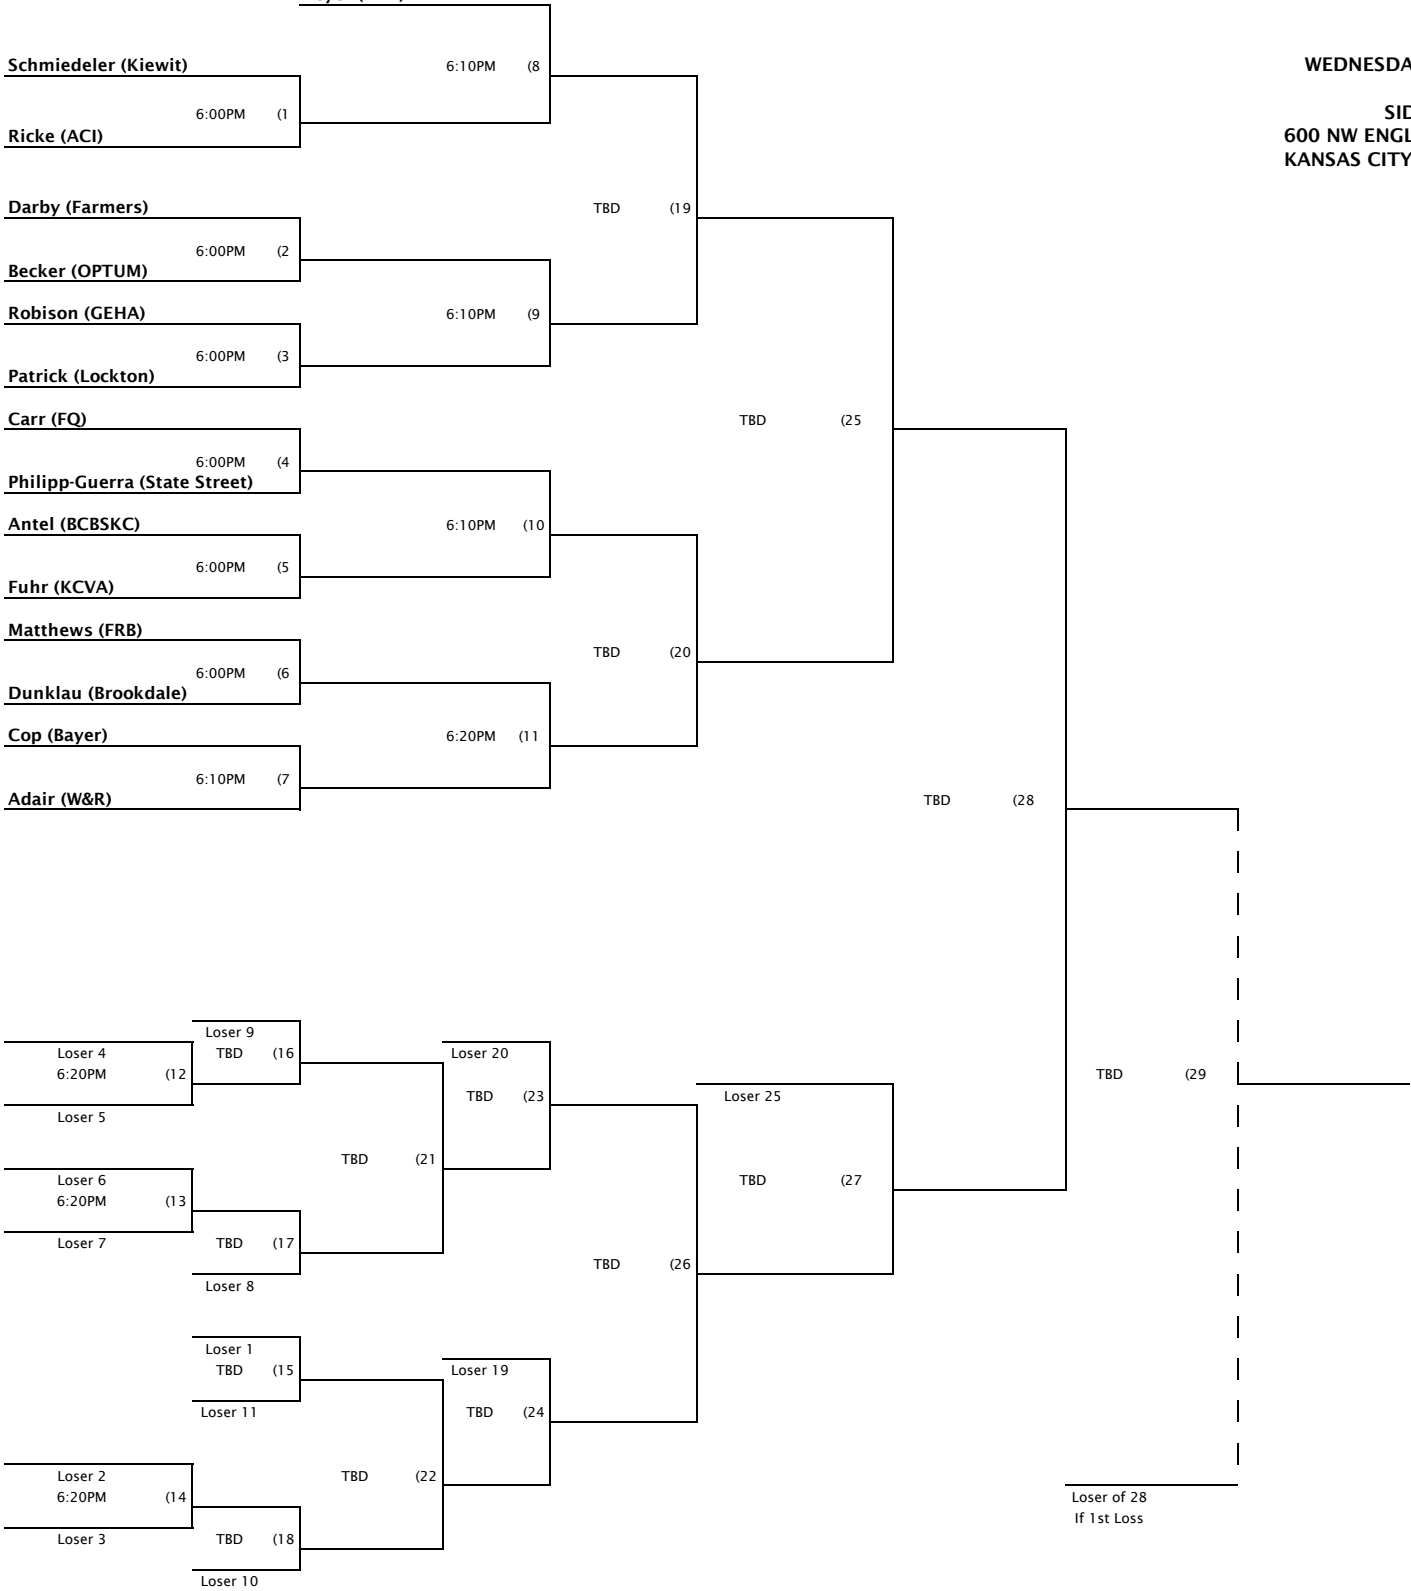 Schmiedeler (Kiewit)
6:10PM (8
WEDNESDA
6:00PM (1
SID
Ricke (ACI)
600 NW ENGL
KANSAS CITY
Darby (Farmers)
TBD (19
6:00PM (2
Becker (OPTUM)
Robison (GEHA)
6:10PM (9
6:00PM (3
Patrick (Lockton)
Carr (FQ)
TBD (25
6:00PM (4
Philipp-Guerra (State Street)
Antel (BCBSKC)
6:10PM (10
6:00PM (5
Fuhr (KCVA)
Matthews (FRB)
TBD (20
6:00PM (6
Dunklau (Brookdale)
Cop (Bayer)
6:20PM (11
6:10PM (7
Adair (W&R)
TBD (28
Loser 9
Loser 4
TBD (16
Loser 20
6:20PM (12
TBD (29
TBD (23
Loser 25
Loser 5
TBD (21
Loser 6
TBD (27
6:20PM (13
Loser 7
TBD (17
TBD (26
Loser 8
Loser 1
TBD (15
Loser 19
Loser 11
TBD (24
Loser 2
TBD (22
6:20PM (14
Loser of 28
If 1st Loss
Loser 3
TBD (18
Loser 10